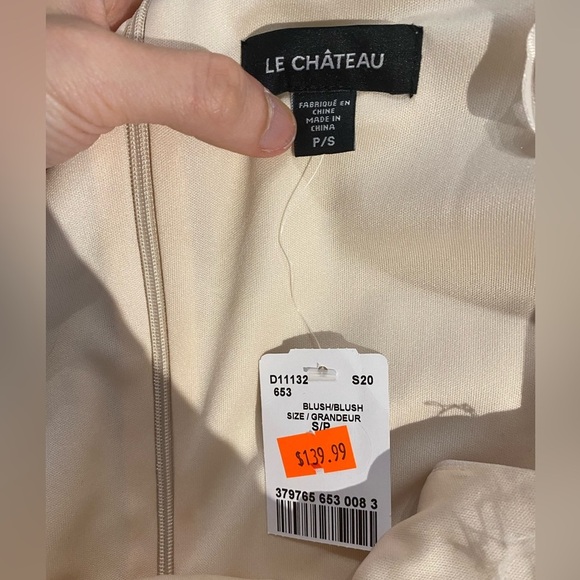 LE CHÂTEAU
FABRIQUÉ EN
CHINE
MADE IN
CHINA
P/S
D11132 S20
653
BLUSH/BLUSH
SIZE / GRANDEUR
S/P
$139.99
379765 653 008 3